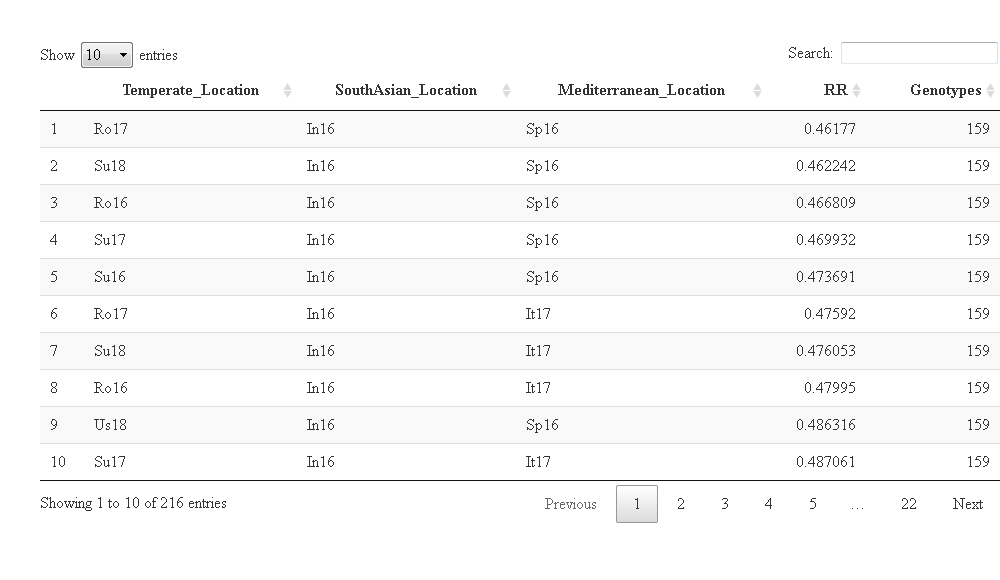 Show 10 entries Search:
Temperate_Location SouthAsian_Location Mediterranean_Location RR Genotypes
1 Ro17 In16 Sp16 0.46177 159
2 Su18 In16 Sp16 0.462242 159
3 Ro16 In16 Sp16 0.466809 159
4 Su17 In16 Sp16 0.469932 159
5 Su16 In16 Sp16 0.473691 159
6 Ro17 In16 It17 0.47592 159
7 Su18 In16 It17 0.476053 159
8 Ro16 In16 It17 0.47995 159
9 Us18 In16 Sp16 0.486316 159
10 Su17 In16 It17 0.487061 159
Showing 1 to 10 of 216 entries Previous 1 2 3 4 5 … 22 Next